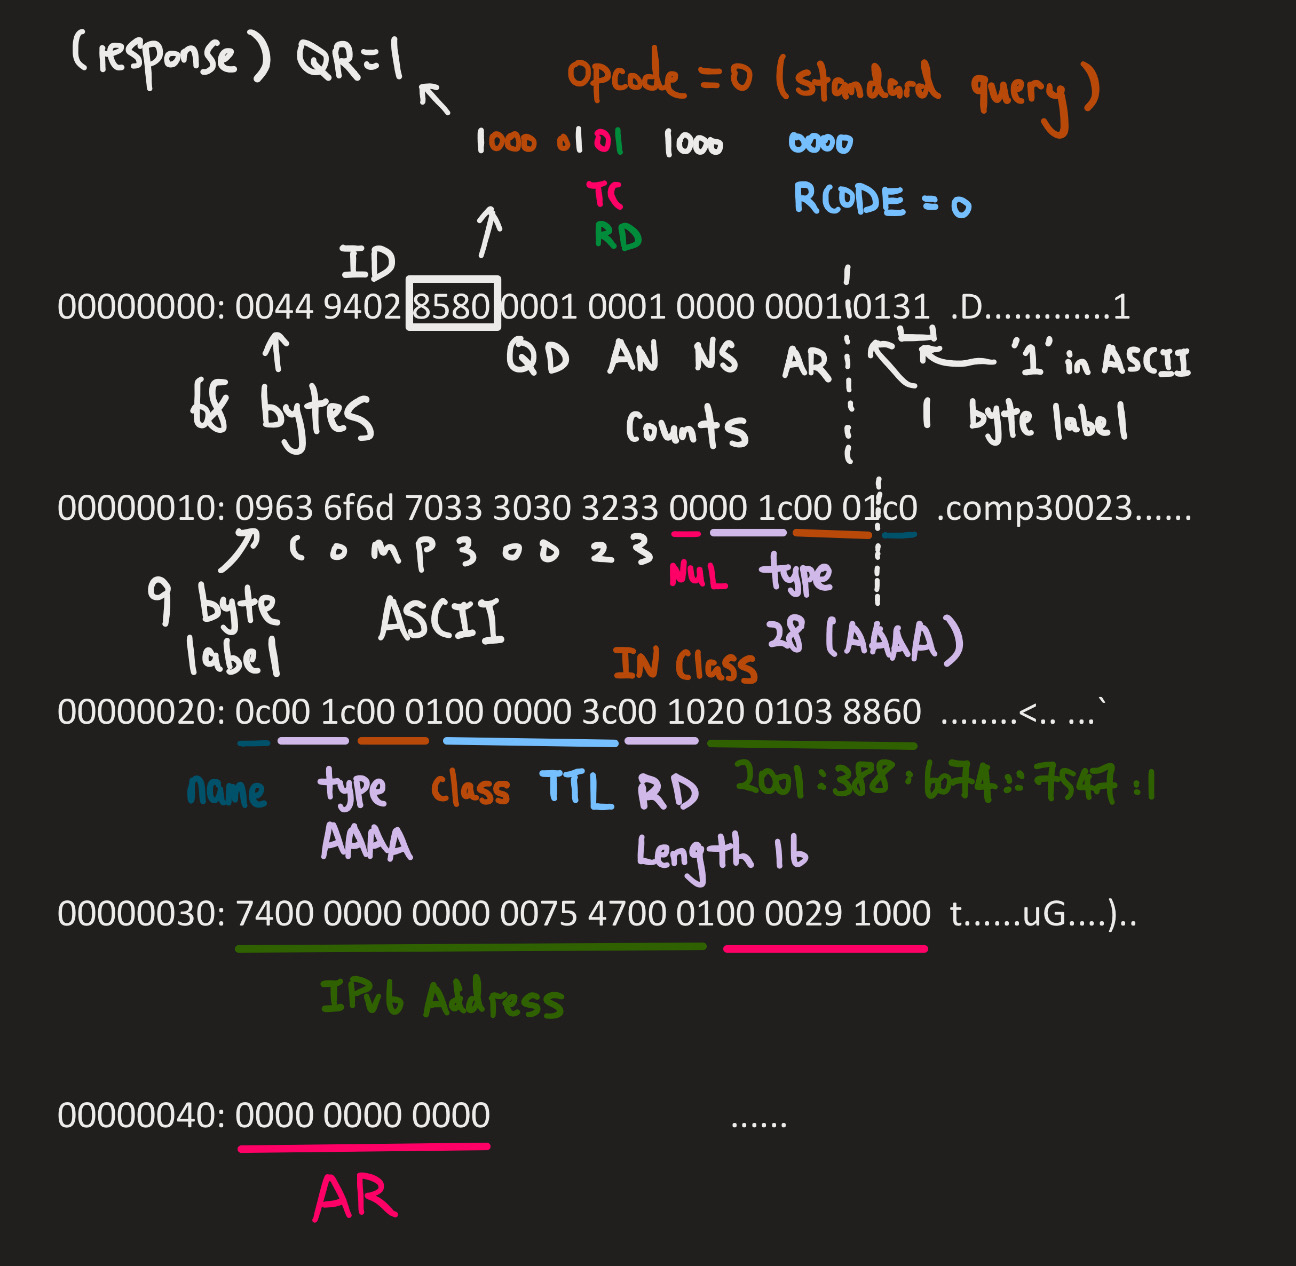 (response) QR=1
Opcode = 0 (standard query)
1000 0101 1000 0000
TC
RCODE = 0
RD
ID
00000000: 0044 9402 8580 0001 0001 0000 0001 0131 .D.............1
QD AN NS AR
'1' in ASCII
68 bytes
counts
1 byte label
00000010: 0963 6f6d 7033 3030 3233 0000 1c00 01c0 .comp30023......
c o m p 3 0 0 2 3
NUL type
9 byte
label
ASCII
28 (AAAA)
IN Class
00000020: 0c00 1c00 0100 0000 3c00 1020 0103 8860 ........<.. ...`
name type class TTL RD 2001:388:6074::7547:1
AAAA
Length 16
00000030: 7400 0000 0000 0075 4700 0100 0029 1000 t......uG....)..
IPv6 Address
00000040: 0000 0000 0000 ......
AR